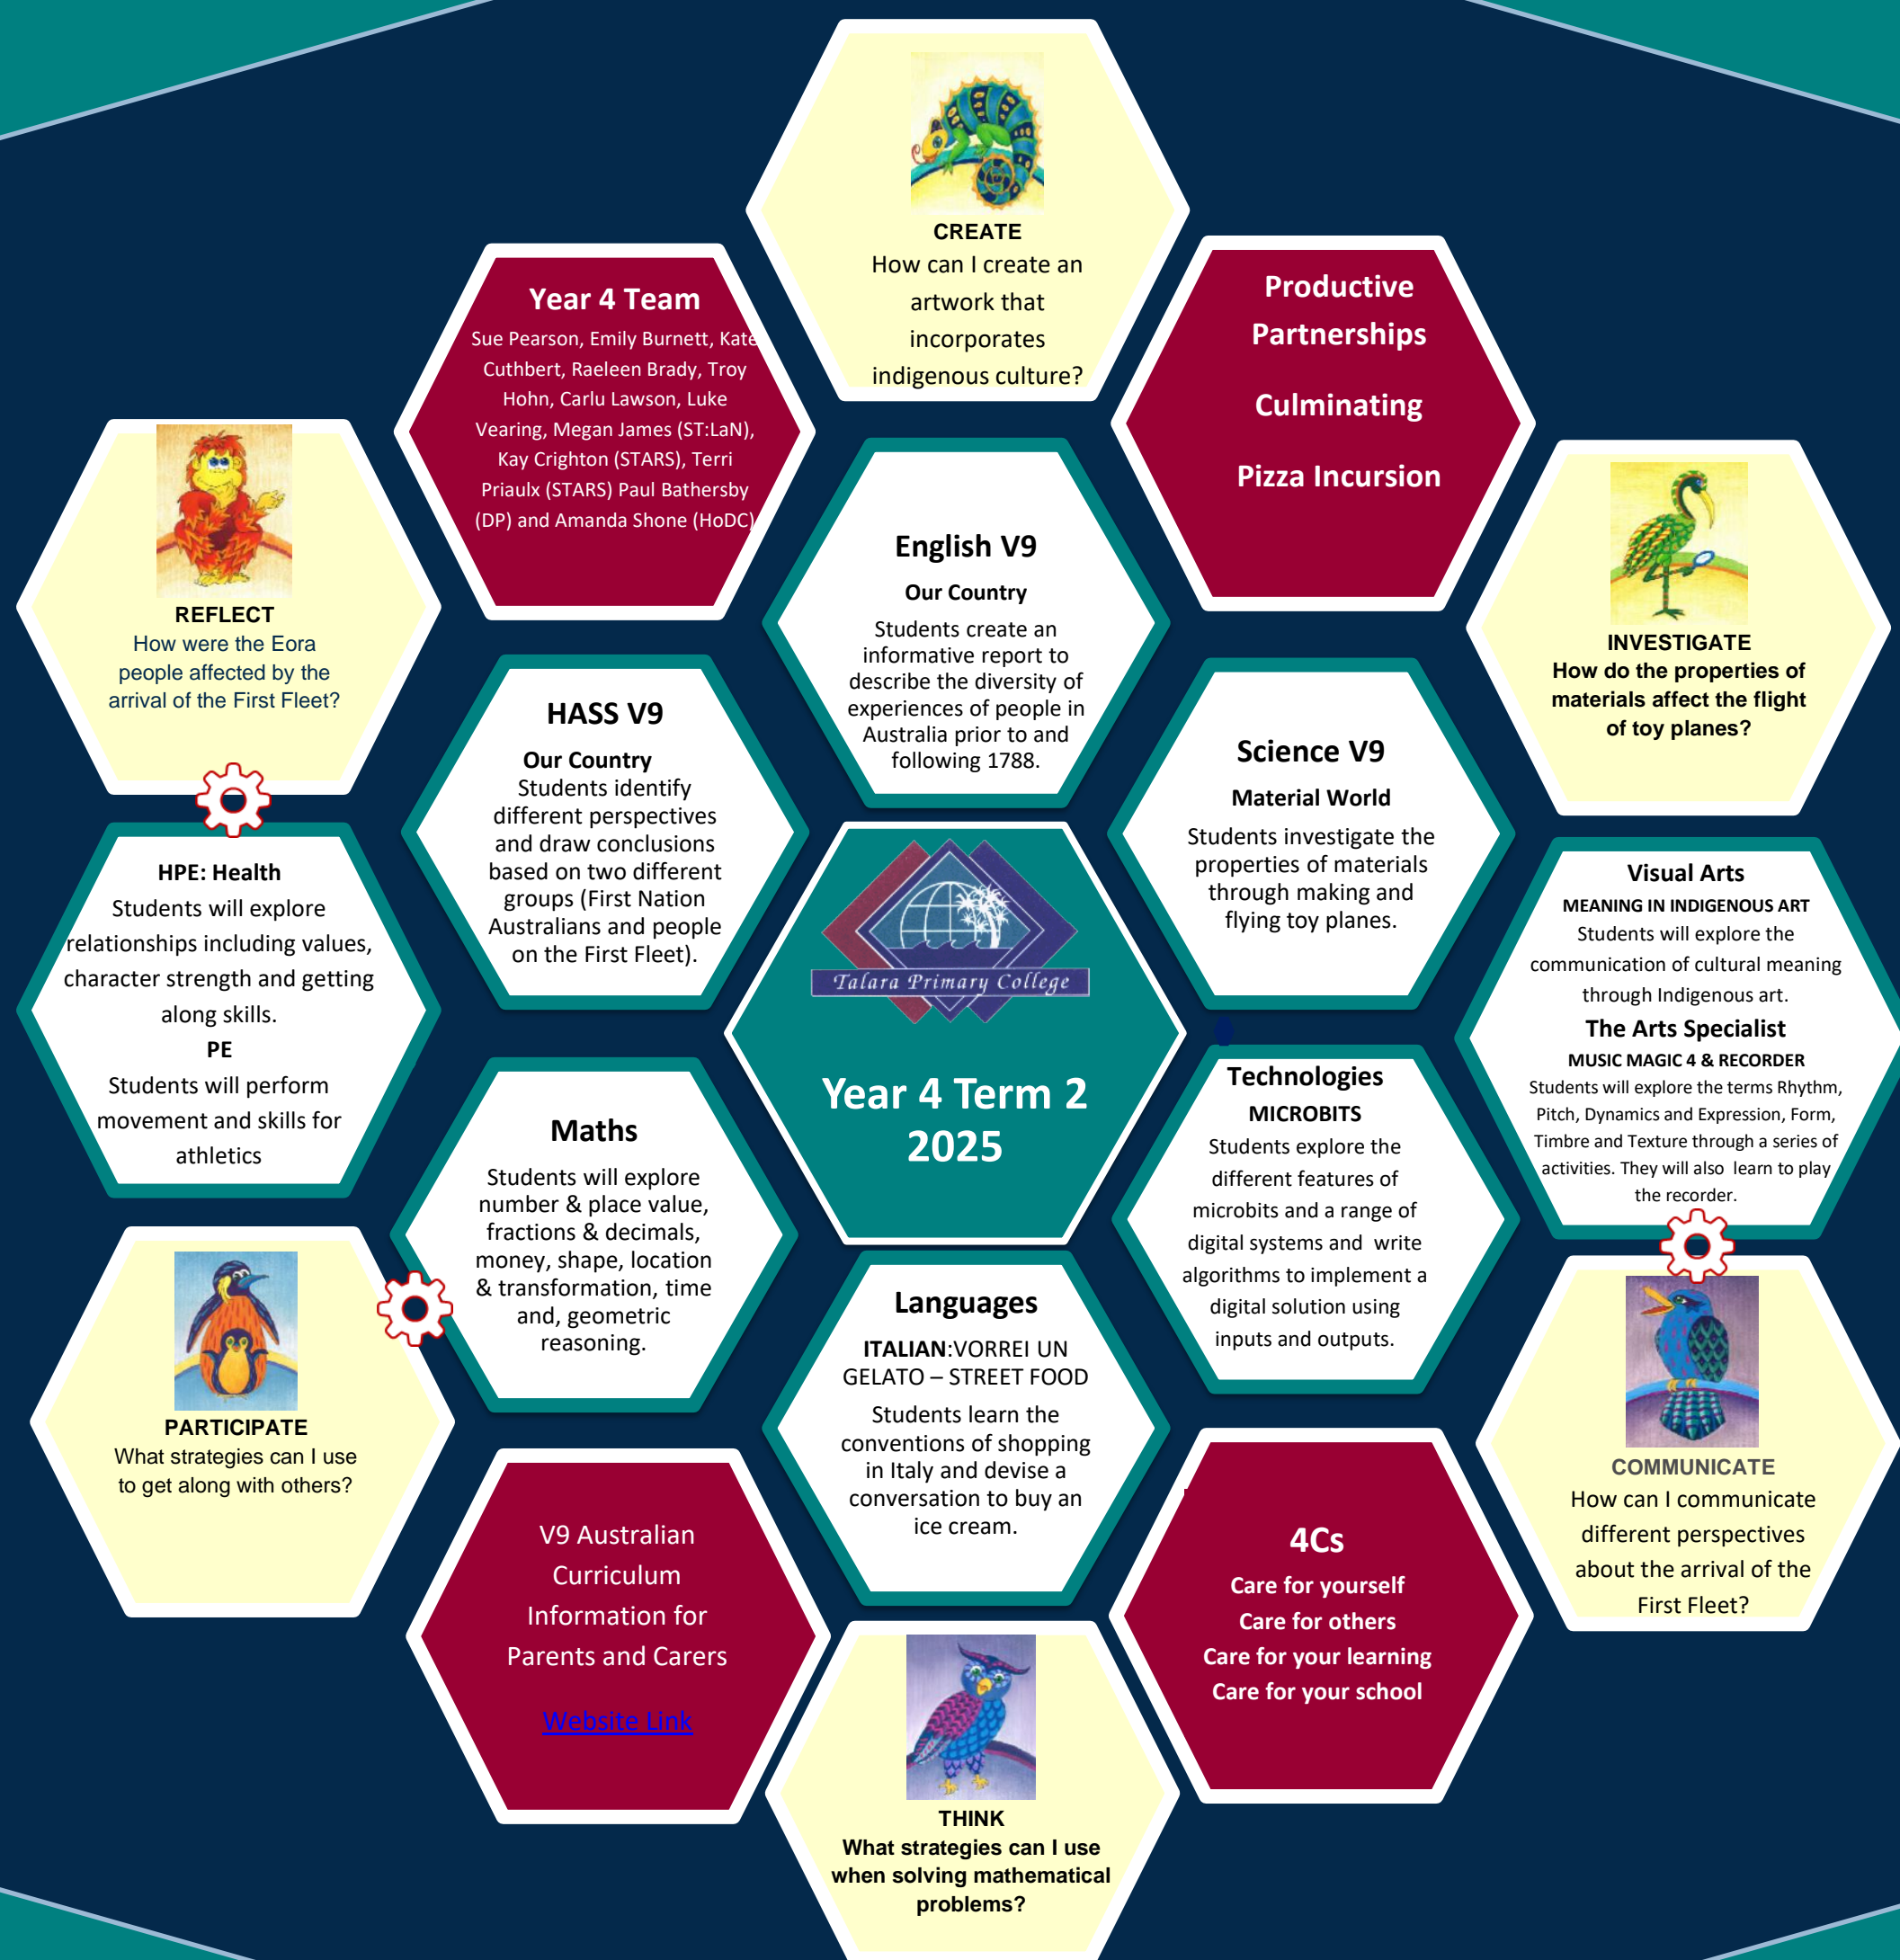 CREATE
How can I create an
artwork that
incorporates
indigenous culture?
Year 4 Team
Sue Pearson, Emily Burnett, Kate
Cuthbert, Raeleen Brady, Troy
Hohn, Carlu Lawson, Luke
Vearing, Megan James (ST:LaN),
Kay Crighton (STARS), Terri
Priaulx (STARS) Paul Bathersby
(DP) and Amanda Shone (HoDC)
Productive
Partnerships
Culminating
Pizza Incursion
REFLECT
How were the Eora
people affected by the
arrival of the First Fleet?
English V9
Our Country
Students create an
informative report to
describe the diversity of
experiences of people in
Australia prior to and
following 1788.
INVESTIGATE
How do the properties of
materials affect the flight
of toy planes?
HASS V9
Our Country
Students identify
different perspectives
and draw conclusions
based on two different
groups (First Nation
Australians and people
on the First Fleet).
Science V9
Material World
Students investigate the
properties of materials
through making and
flying toy planes.
HPE: Health
Students will explore
relationships including values,
character strength and getting
along skills.
PE
Students will perform
movement and skills for
athletics
Talara Primary College
Year 4 Term 2
2025
Visual Arts
MEANING IN INDIGENOUS ART
Students will explore the
communication of cultural meaning
through Indigenous art.
The Arts Specialist
MUSIC MAGIC 4 & RECORDER
Students will explore the terms Rhythm,
Pitch, Dynamics and Expression, Form,
Timbre and Texture through a series of
activities. They will also learn to play
the recorder.
Maths
Students will explore
number & place value,
fractions & decimals,
money, shape, location
& transformation, time
and, geometric
reasoning.
Technologies
MICROBITS
Students explore the
different features of
microbits and a range of
digital systems and write
algorithms to implement a
digital solution using
inputs and outputs.
PARTICIPATE
What strategies can I use
to get along with others?
Languages
ITALIAN:VORREI UN
GELATO – STREET FOOD
Students learn the
conventions of shopping
in Italy and devise a
conversation to buy an
ice cream.
COMMUNICATE
How can I communicate
different perspectives
about the arrival of the
First Fleet?
V9 Australian
Curriculum
Information for
Parents and Carers
Website Link
4Cs
Care for yourself
Care for others
Care for your learning
Care for your school
THINK
What strategies can I use
when solving mathematical
problems?